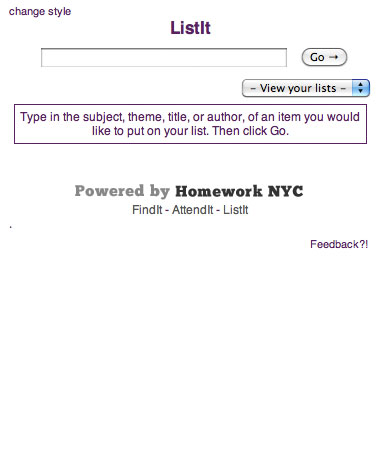 change style
ListIt
Go →
– View your lists –
Type in the subject, theme, title, or author, of an item you would
like to put on your list. Then click Go.
Powered by Homework NYC
FindIt - AttendIt - ListIt
.
Feedback?!